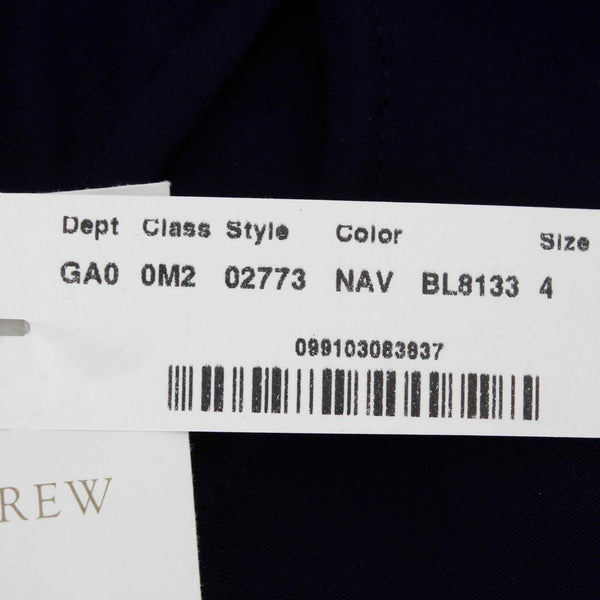 Dept Class Style Color Size
GA0 0M2 02773 NAV BL8133 4
099103083837
REW